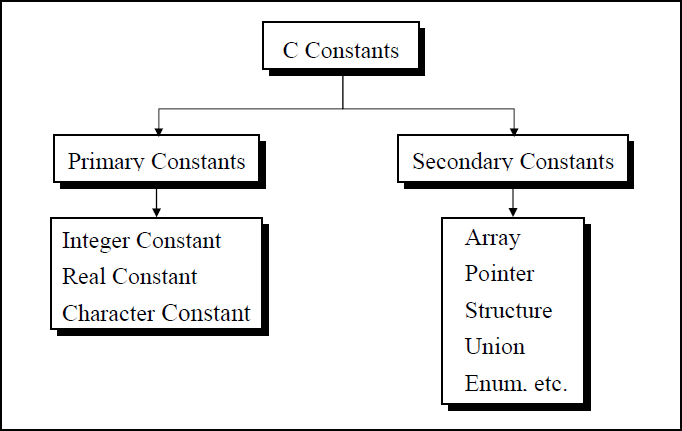 C Constants
Primary Constants
Secondary Constants
Integer Constant
Real Constant
Character Constant
Array
Pointer
Structure
Union
Enum, etc.